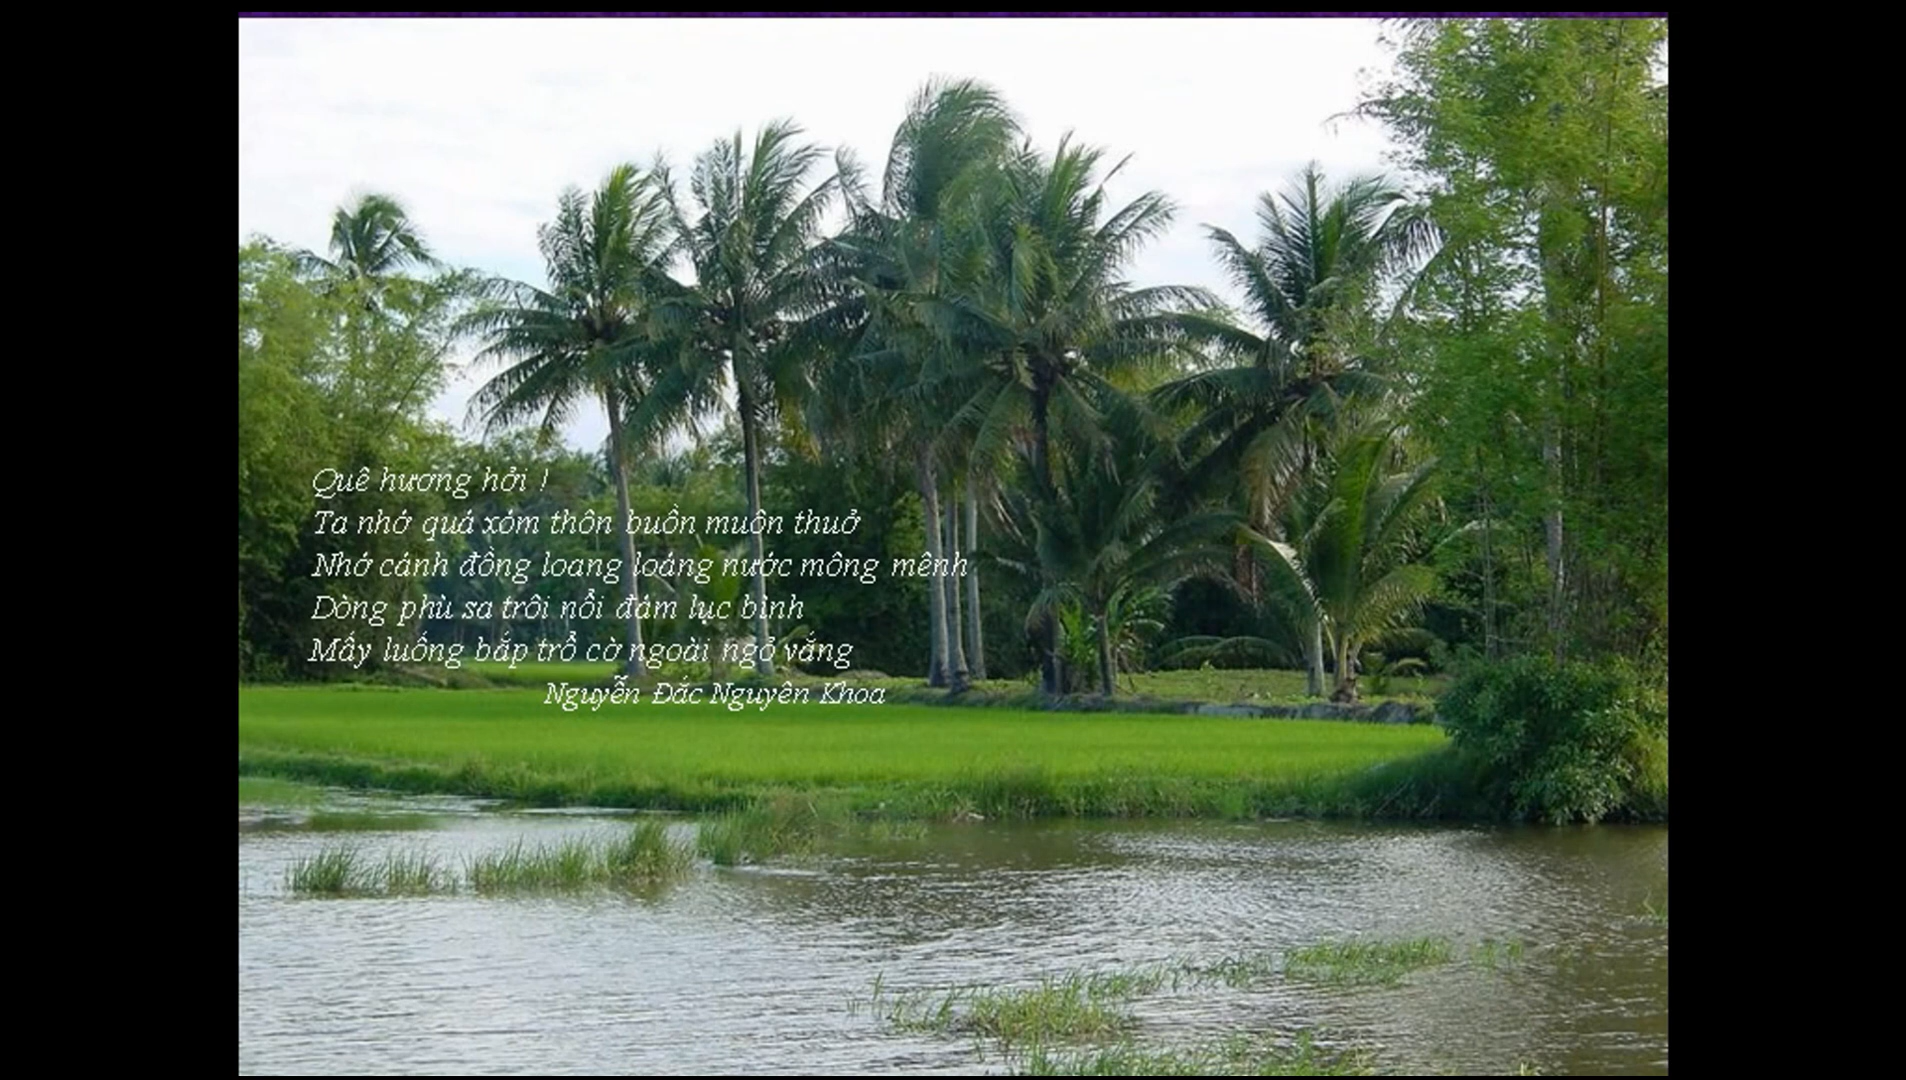 Quê hương hởi !
Ta nhớ quá xóm thôn buồn muôn thuở
Nhớ cánh đồng loang loáng nước mông mênh
Dòng phù sa trôi nổi đám lục bình
Mấy luống bắp trổ cờ ngoài ngỏ vắng
Nguyễn Đắc Nguyên Khoa